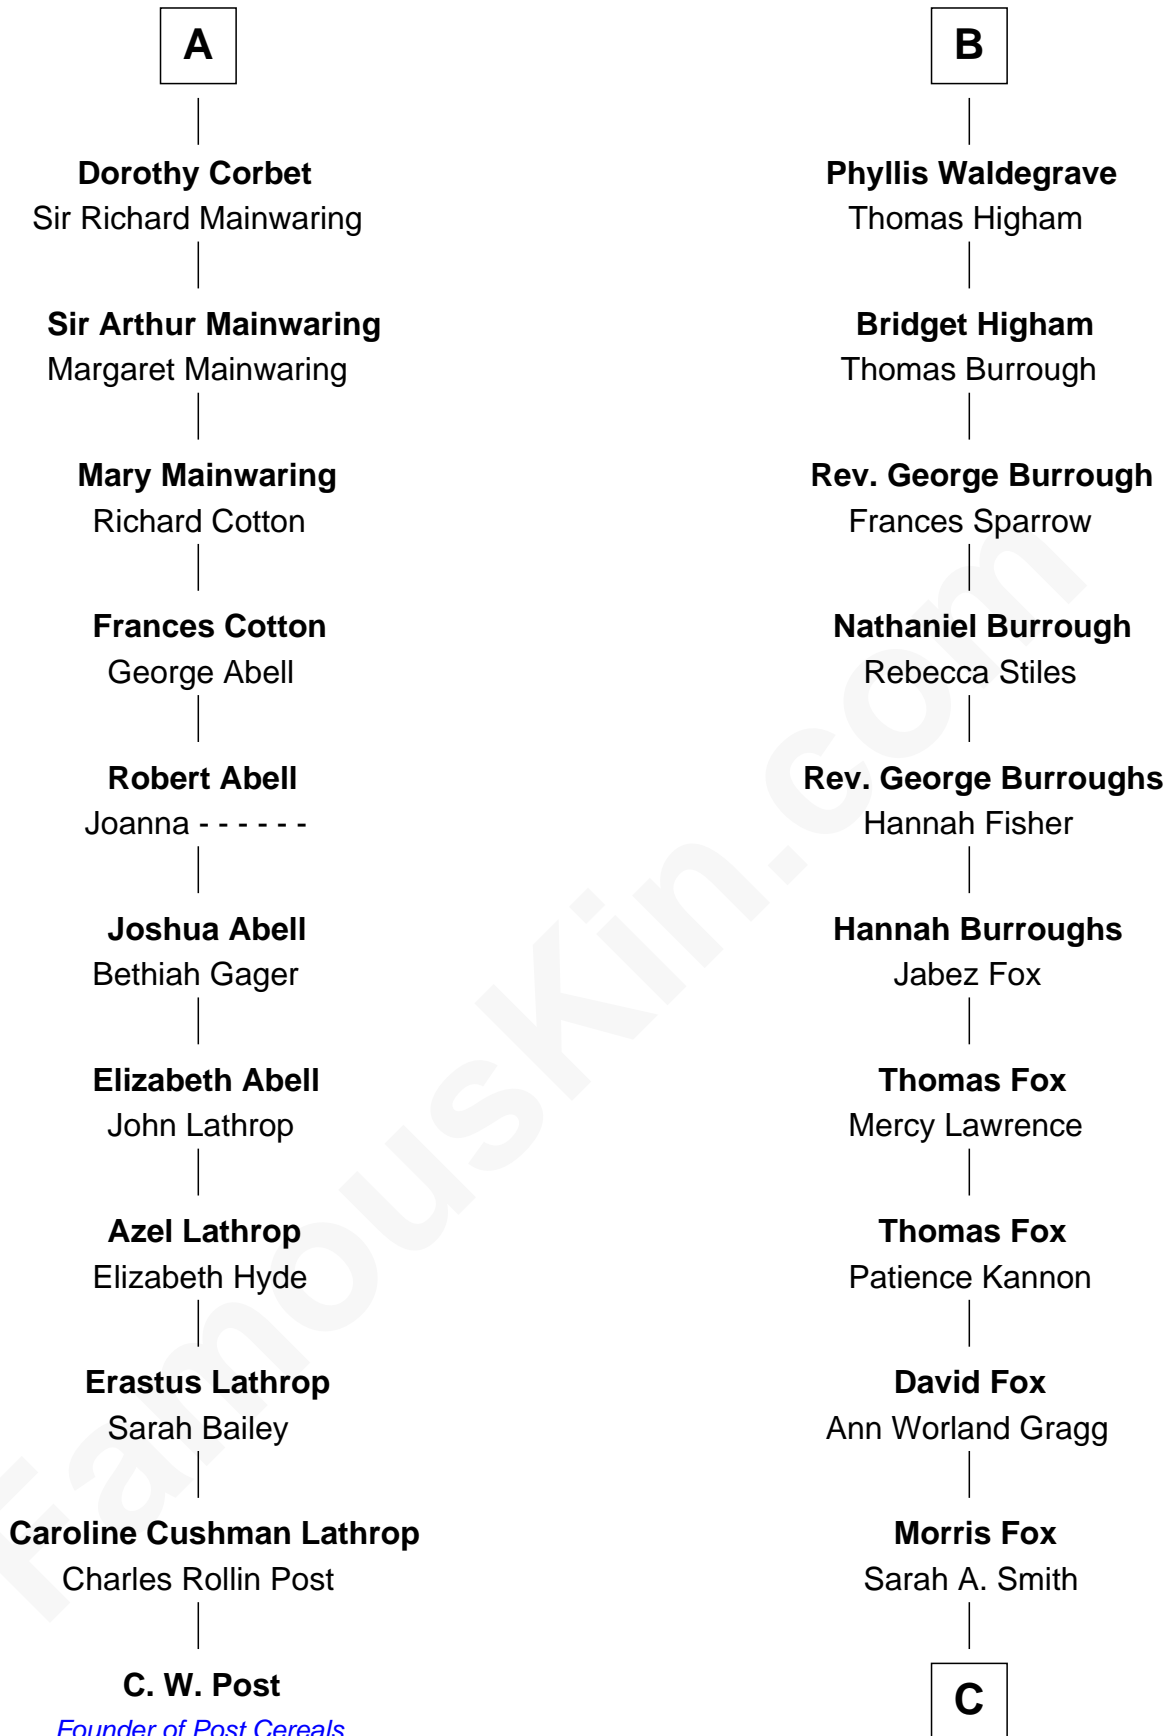 A
Dorothy Corbet
Sir Richard Mainwaring
Sir Arthur Mainwaring
Margaret Mainwaring
Mary Mainwaring
Richard Cotton
Frances Cotton
George Abell
Robert Abell
Joanna - - - - - -
Joshua Abell
Bethiah Gager
Elizabeth Abell
John Lathrop
Azel Lathrop
Elizabeth Hyde
Erastus Lathrop
Sarah Bailey
Caroline Cushman Lathrop
Charles Rollin Post
C. W. Post
Founder of Post Cereals
B
Phyllis Waldegrave
Thomas Higham
Bridget Higham
Thomas Burrough
Rev. George Burrough
Frances Sparrow
Nathaniel Burrough
Rebecca Stiles
Rev. George Burroughs
Hannah Fisher
Hannah Burroughs
Jabez Fox
Thomas Fox
Mercy Lawrence
Thomas Fox
Patience Kannon
David Fox
Ann Worland Gragg
Morris Fox
Sarah A. Smith
C
FamousKin.com